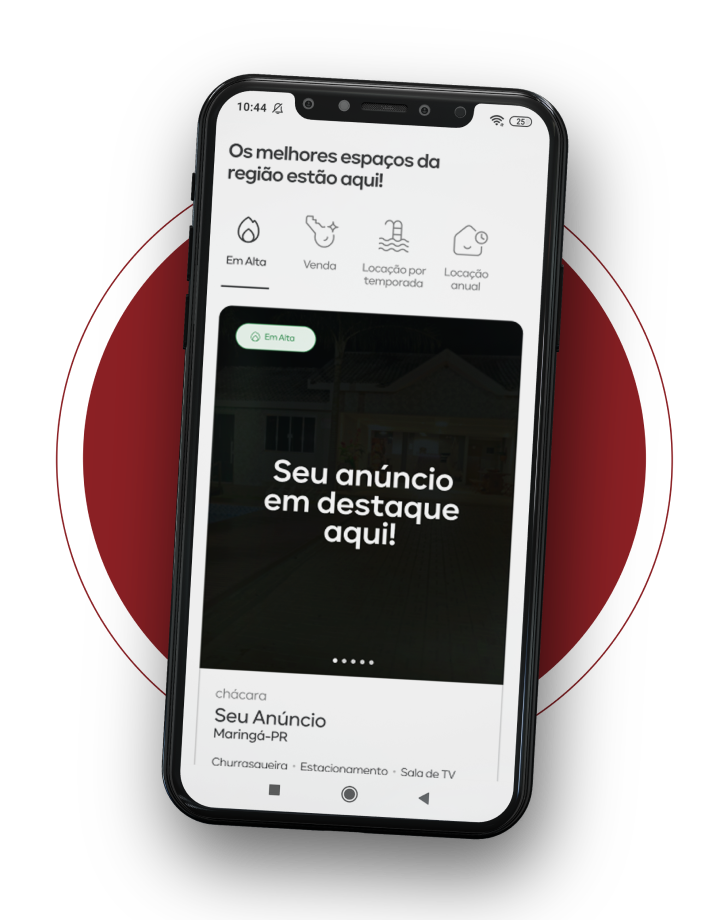 10:44
25
Os melhores espaços da
região estão aqui!
Em Alta
Venda
Locação por
temporada
Locação
anual
Em Alta
Seu anúncio
em destaque
aqui!
chácara
Seu Anúncio
Maringá-PR
Churrasqueira • Estacionamento • Sala de TV